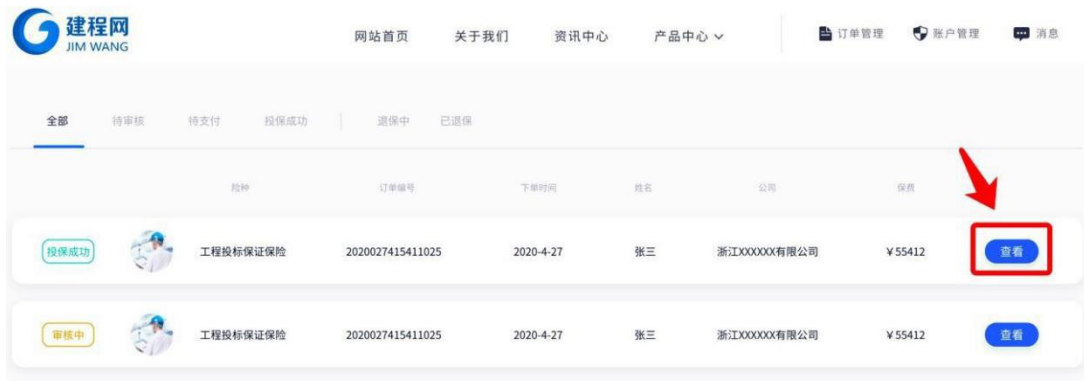 建程网
JIM WANG
网站首页 关于我们 资讯中心 产品中心 订单管理 账户管理 消息
全部 待审核 待支付 投保成功 退保中 已退保
险种 订单编号 下单时间 姓名 公司 保费
投保成功 工程投标保证保险 2020027415411025 2020-4-27 张三 浙江XXXXXX有限公司 ￥55412 查看
审核中 工程投标保证保险 2020027415411025 2020-4-27 张三 浙江XXXXXX有限公司 ￥55412 查看